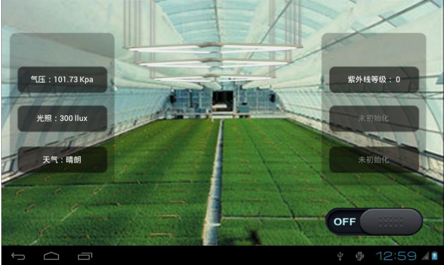 气压：101.73 Kpa
紫外线等级：0
光照：300 llux
未初始化
天气：晴朗
未初始化
OFF
12:59